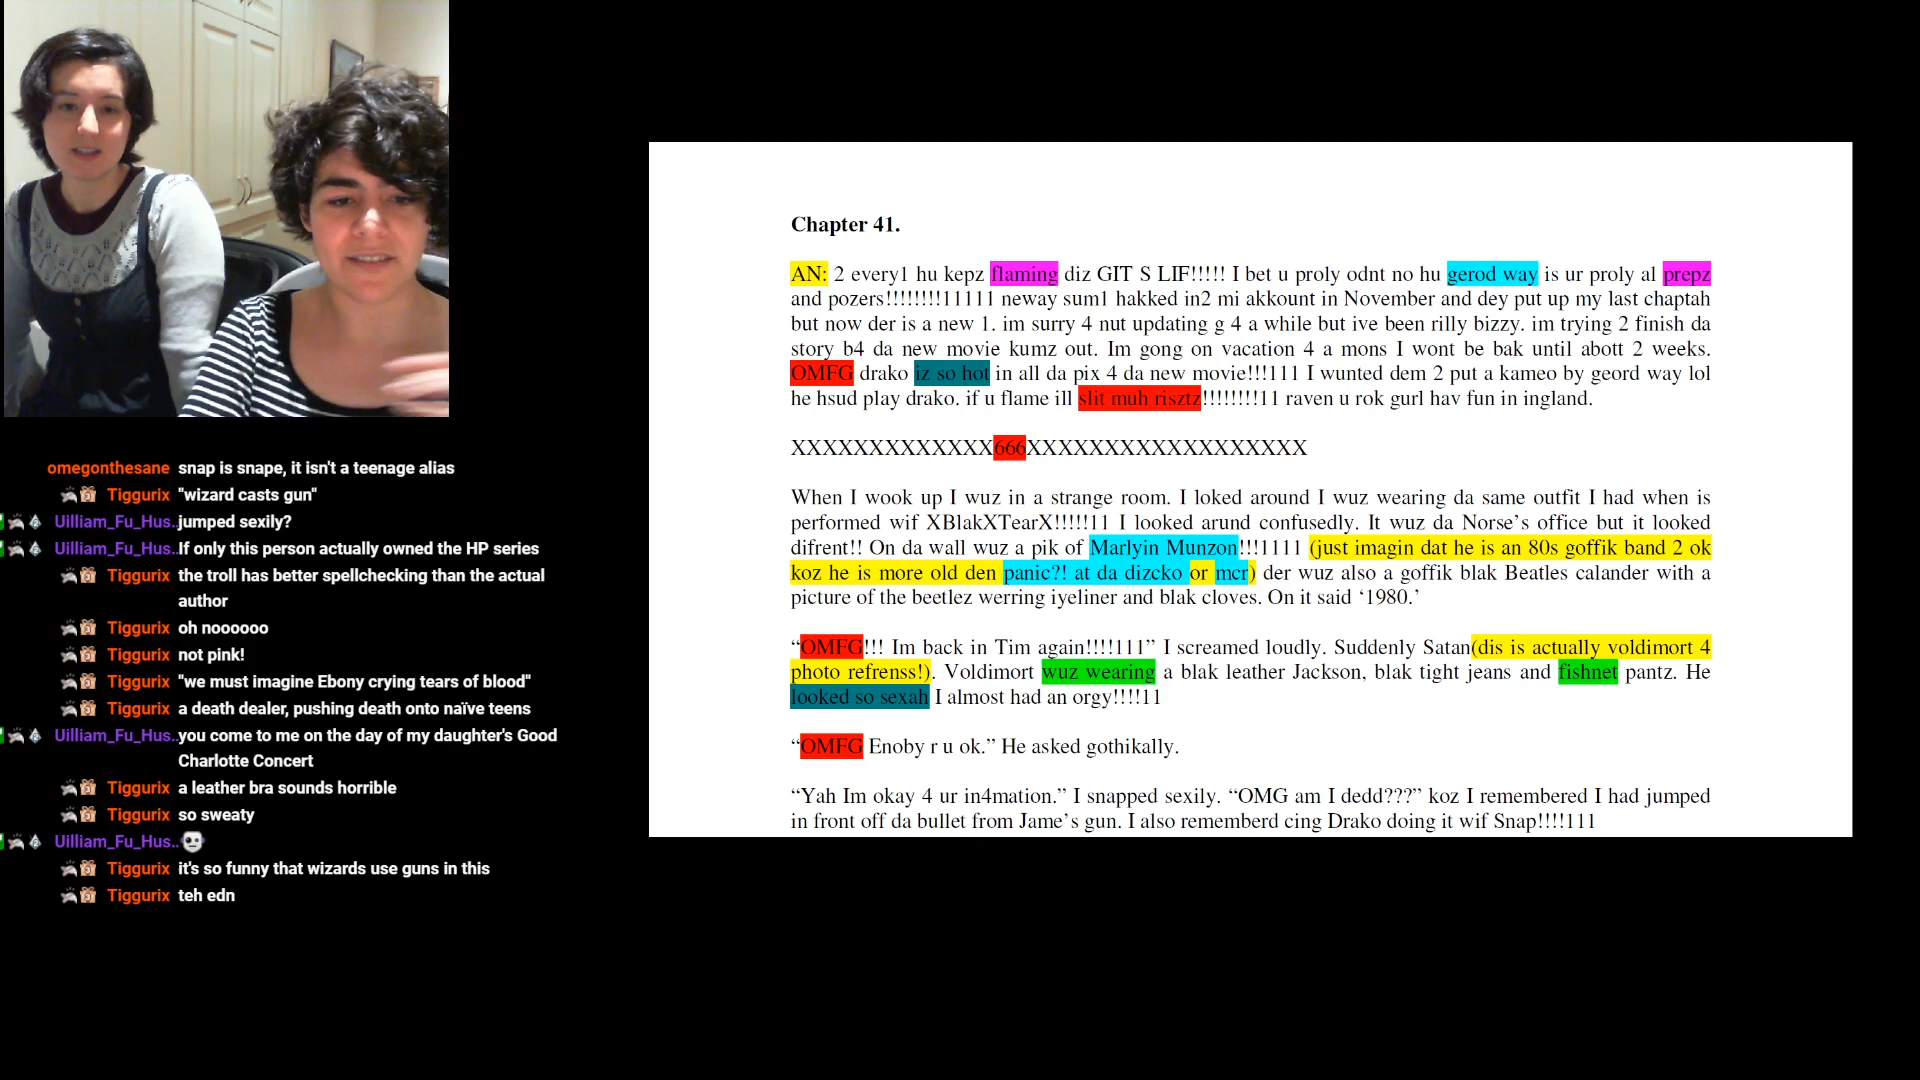 omegonthesane snap is snape, it isn't a teenage alias
Tiggurix "wizard casts gun"
Uilliam_Fu_Hus.. jumped sexily?
Uilliam_Fu_Hus.. If only this person actually owned the HP series
Tiggurix the troll has better spellchecking than the actual
author
Tiggurix oh noooooo
Tiggurix not pink!
Tiggurix "we must imagine Ebony crying tears of blood"
Tiggurix a death dealer, pushing death onto naïve teens
Uilliam_Fu_Hus.. you come to me on the day of my daughter's Good
Charlotte Concert
Tiggurix a leather bra sounds horrible
Tiggurix so sweaty
Uilliam_Fu_Hus..
Tiggurix it's so funny that wizards use guns in this
Tiggurix teh edn
Chapter 41.
AN: 2 every1 hu kepz flaming diz GIT S LIF!!!!! I bet u proly odnt no hu gerod way is ur proly al prepz
and pozers!!!!!!!!11111 neway sum1 hakked in2 mi akkount in November and dey put up my last chaptah
but now der is a new 1. im surry 4 nut updating g 4 a while but ive been rilly bizzy. im trying 2 finish da
story b4 da new movie kumz out. Im gong on vacation 4 a mons I wont be bak until abott 2 weeks.
OMFG drako iz so hot in all da pix 4 da new movie!!!111 I wunted dem 2 put a kameo by geord way lol
he hsud play drako. if u flame ill slit muh risztz!!!!!!!!11 raven u rok gurl hav fun in ingland.
XXXXXXXXXXXXX666XXXXXXXXXXXXXXXXXX
When I wook up I wuz in a strange room. I loked around I wuz wearing da same outfit I had when is
performed wif XBlakXTearX!!!!!11 I looked arund confusedly. It wuz da Norse’s office but it looked
difrent!! On da wall wuz a pik of Marlyin Munzon!!!1111 (just imagin dat he is an 80s goffik band 2 ok
koz he is more old den panic?! at da dizcko or mcr) der wuz also a goffik blak Beatles calander with a
picture of the beetlez werring iyeliner and blak cloves. On it said ‘1980.’
“OMFG!!! Im back in Tim again!!!!111” I screamed loudly. Suddenly Satan(dis is actually voldimort 4
photo refrenss!). Voldimort wuz wearing a blak leather Jackson, blak tight jeans and fishnet pantz. He
looked so sexah I almost had an orgy!!!!11
“OMFG Enoby r u ok.” He asked gothikally.
“Yah Im okay 4 ur in4mation.” I snapped sexily. “OMG am I dedd???” koz I remembered I had jumped
in front off da bullet from Jame’s gun. I also rememberd cing Drako doing it wif Snap!!!!111